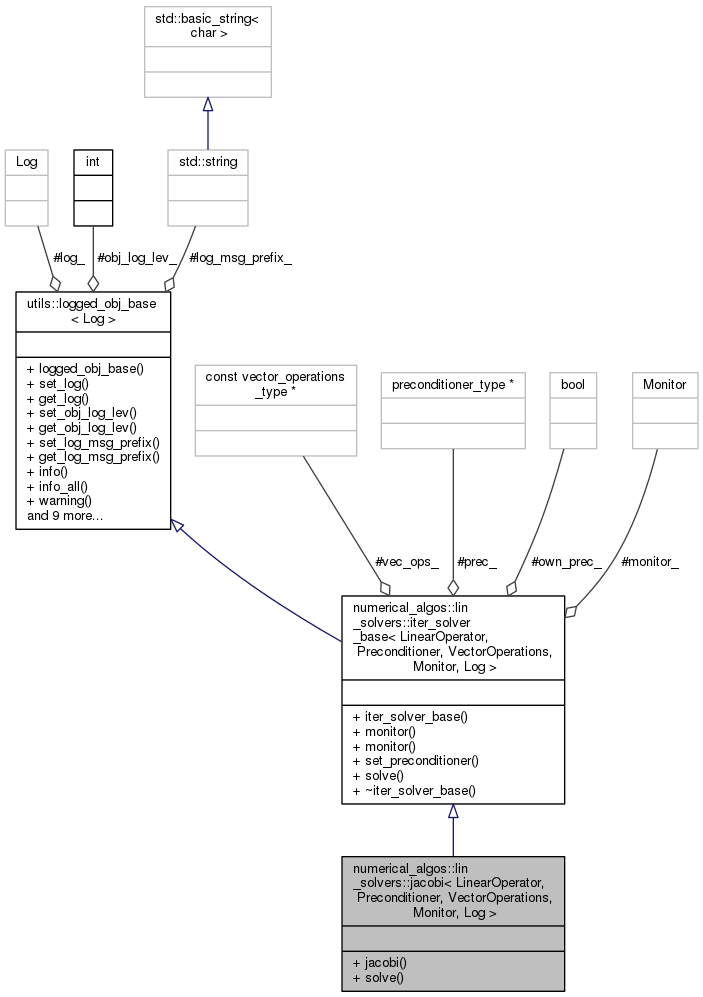 std::basic_string<
char >
Log
int
std::string
#log_
#obj_log_lev_
#log_msg_prefix_
utils::logged_obj_base
< Log >
+ logged_obj_base()
+ set_log()
+ get_log()
+ set_obj_log_lev()
+ get_obj_log_lev()
+ set_log_msg_prefix()
+ get_log_msg_prefix()
+ info()
+ info_all()
+ warning()
and 9 more...
const vector_operations
_type *
preconditioner_type *
bool
Monitor
#vec_ops_
#prec_
#own_prec_
#monitor_
numerical_algos::lin
_solvers::iter_solver
_base< LinearOperator,
Preconditioner, VectorOperations,
Monitor, Log >
+ iter_solver_base()
+ monitor()
+ monitor()
+ set_preconditioner()
+ solve()
+ ~iter_solver_base()
numerical_algos::lin
_solvers::jacobi< LinearOperator,
Preconditioner, VectorOperations,
Monitor, Log >
+ jacobi()
+ solve()